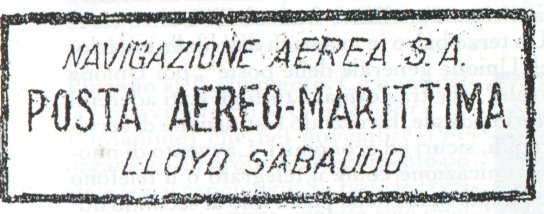 NAVIGAZIONE AEREA S.A.
POSTA AEREO-MARITTIMA
LLOYD SABAUDO